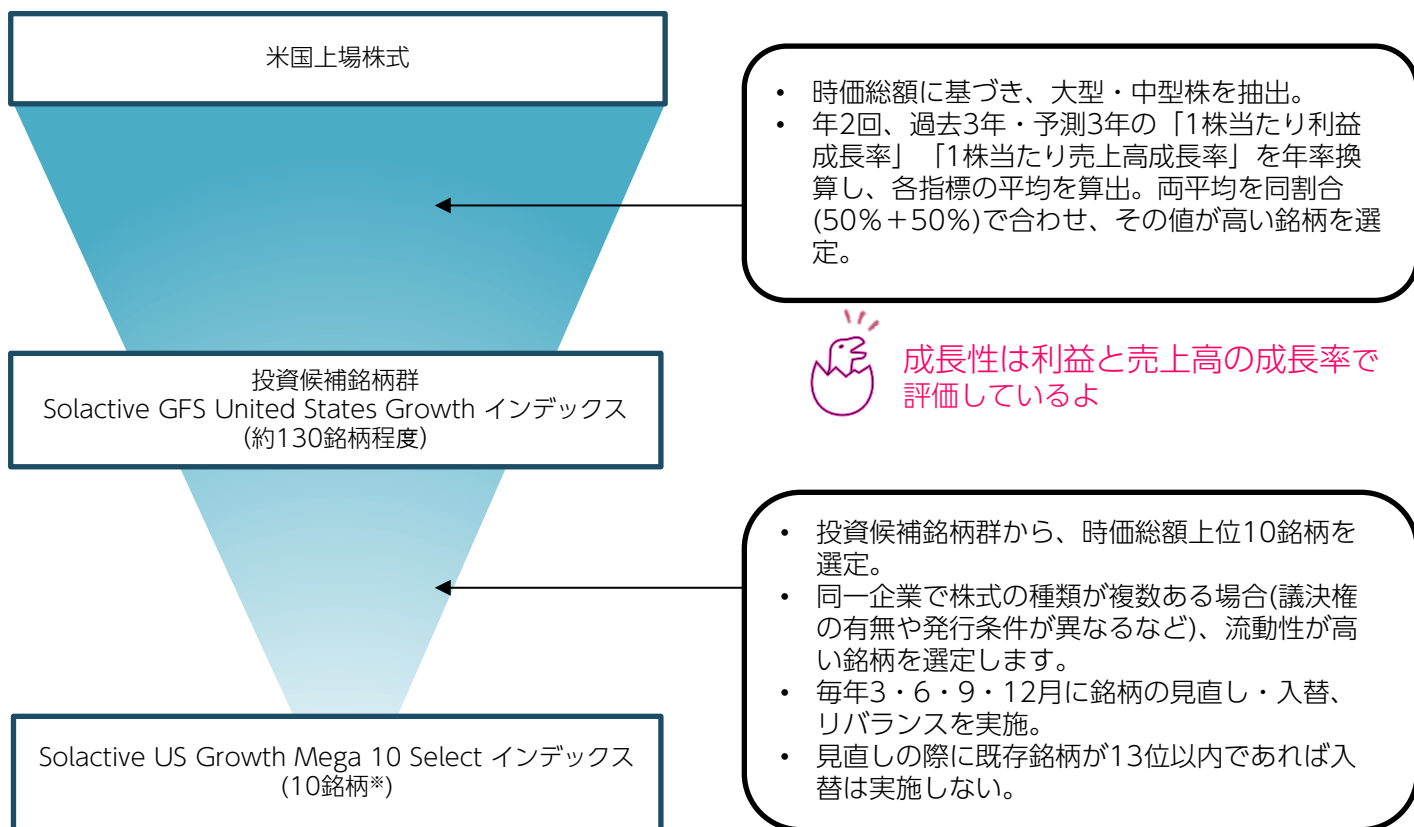 米国上場株式
• 時価総額に基づき、大型・中型株を抽出。
• 年2回、過去3年・予測3年の「1株当たり利益
成長率」「1株当たり売上高成長率」を年率換
算し、各指標の平均を算出。両平均を同割合
(50%＋50%)で合わせ、その値が高い銘柄を選
定。
成長性は利益と売上高の成長率で
評価しているよ
投資候補銘柄群
Solactive GFS United States Growth インデックス
（約130銘柄程度）
• 投資候補銘柄群から、時価総額上位10銘柄を
選定。
• 同一企業で株式の種類が複数ある場合(議決権
の有無や発行条件が異なるなど)、流動性が高
い銘柄を選定します。
• 毎年3・6・9・12月に銘柄の見直し・入替、
リバランスを実施。
• 見直しの際に既存銘柄が13位以内であれば入
替は実施しない。
Solactive US Growth Mega 10 Select インデックス
(10銘柄※)